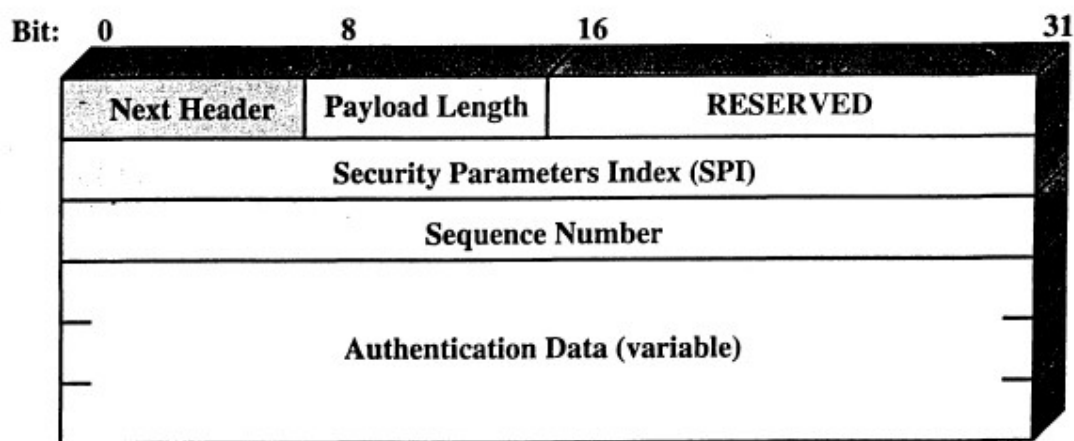 Bit: 0 8 16 31
Next Header Payload Length RESERVED
Security Parameters Index (SPI)
Sequence Number
Authentication Data (variable)